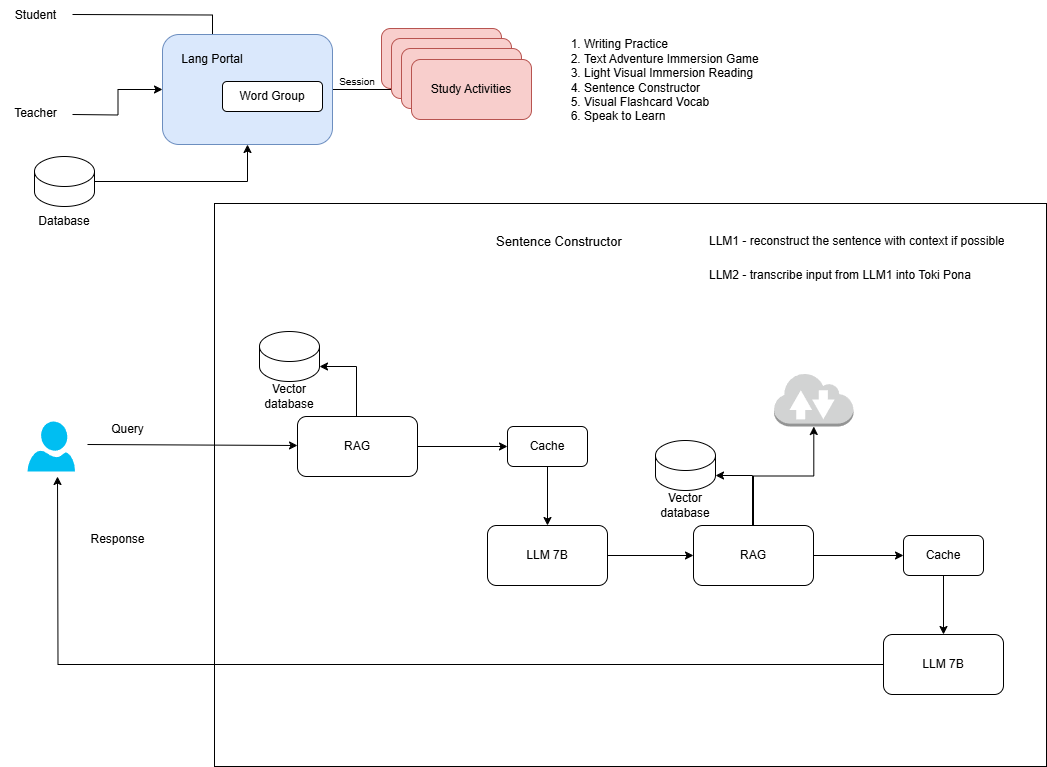 Student
Lang Portal
Word Group
Teacher
Database
Session
Study Activities
1. Writing Practice
2. Text Adventure Immersion Game
3. Light Visual Immersion Reading
4. Sentence Constructor
5. Visual Flashcard Vocab
6. Speak to Learn
Sentence Constructor
LLM1 - reconstruct the sentence with context if possible
LLM2 - transcribe input from LLM1 into Toki Pona
Vector
database
Query
RAG
Cache
LLM 7B
Vector
database
RAG
Cache
LLM 7B
Response